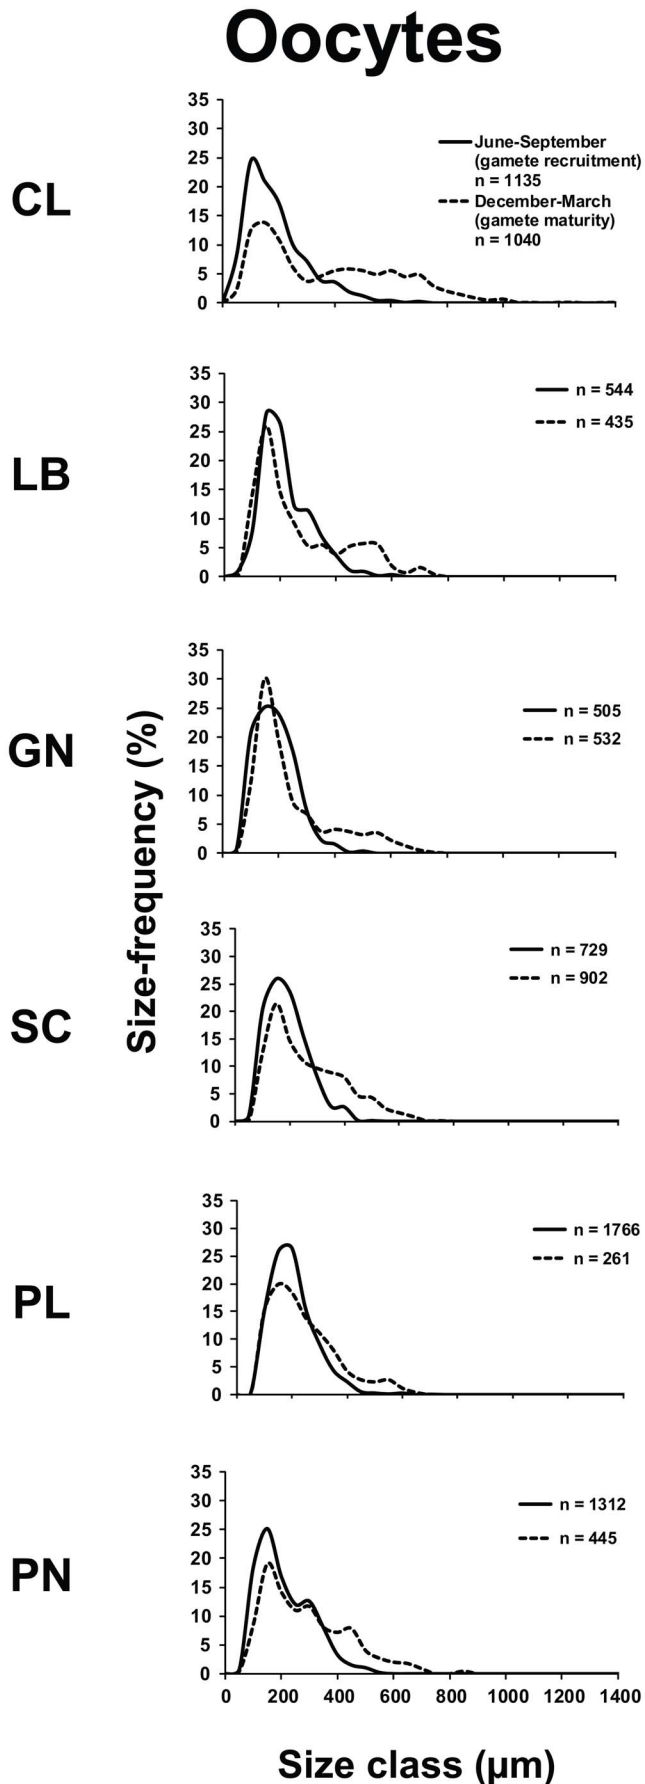 Oocytes
CL
35
30
25
20
15
10
5
0
June-September
(gamete recruitment)
n = 1135
December-March
(gamete maturity)
n = 1040
LB
35
30
25
20
15
10
5
0
n = 544
n = 435
GN
35
30
25
20
15
10
5
0
n = 505
n = 532
Size-frequency (%)
SC
35
30
25
20
15
10
5
0
n = 729
n = 902
PL
35
30
25
20
15
10
5
0
n = 1766
n = 261
PN
35
30
25
20
15
10
5
0
n = 1312
n = 445
0 200 400 600 800 1000 1200 1400
Size class (µm)